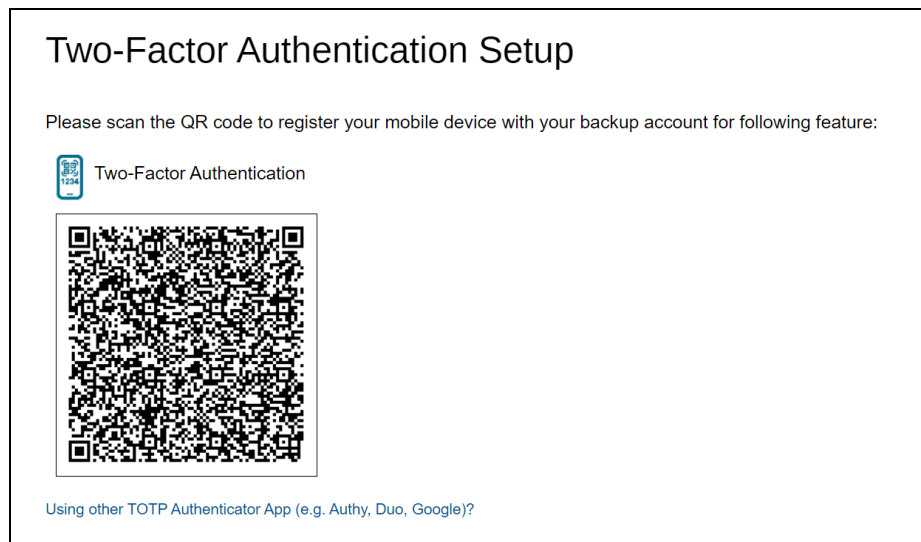 Two-Factor Authentication Setup
Please scan the QR code to register your mobile device with your backup account for following feature:
1234
Two-Factor Authentication
Using other TOTP Authenticator App (e.g. Authy, Duo, Google)?